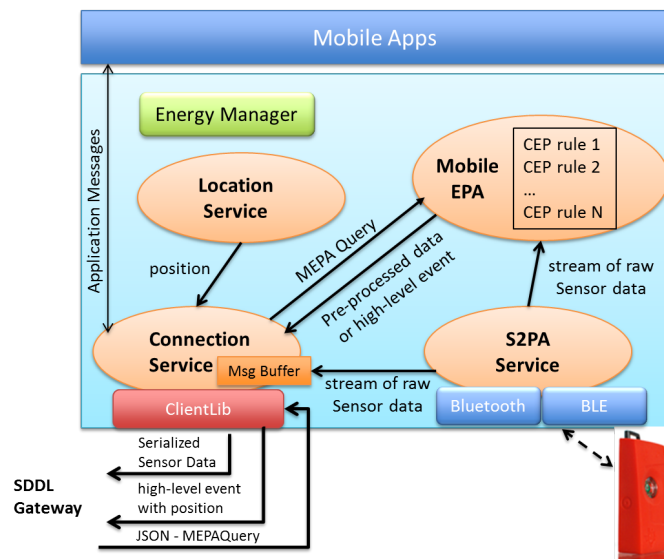 Mobile Apps
Energy Manager
Application Messages
Location
Service
Mobile
EPA
CEP rule 1
CEP rule 2
...
CEP rule N
position
MEPA Query
Pre-processed data
or high-level event
stream of raw
Sensor data
Connection
Service
Msg Buffer
S2PA
Service
stream of raw
Sensor data
ClientLib
Bluetooth
BLE
Serialized
Sensor Data
SDDL
Gateway
high-level event
with position
JSON - MEPAQuery